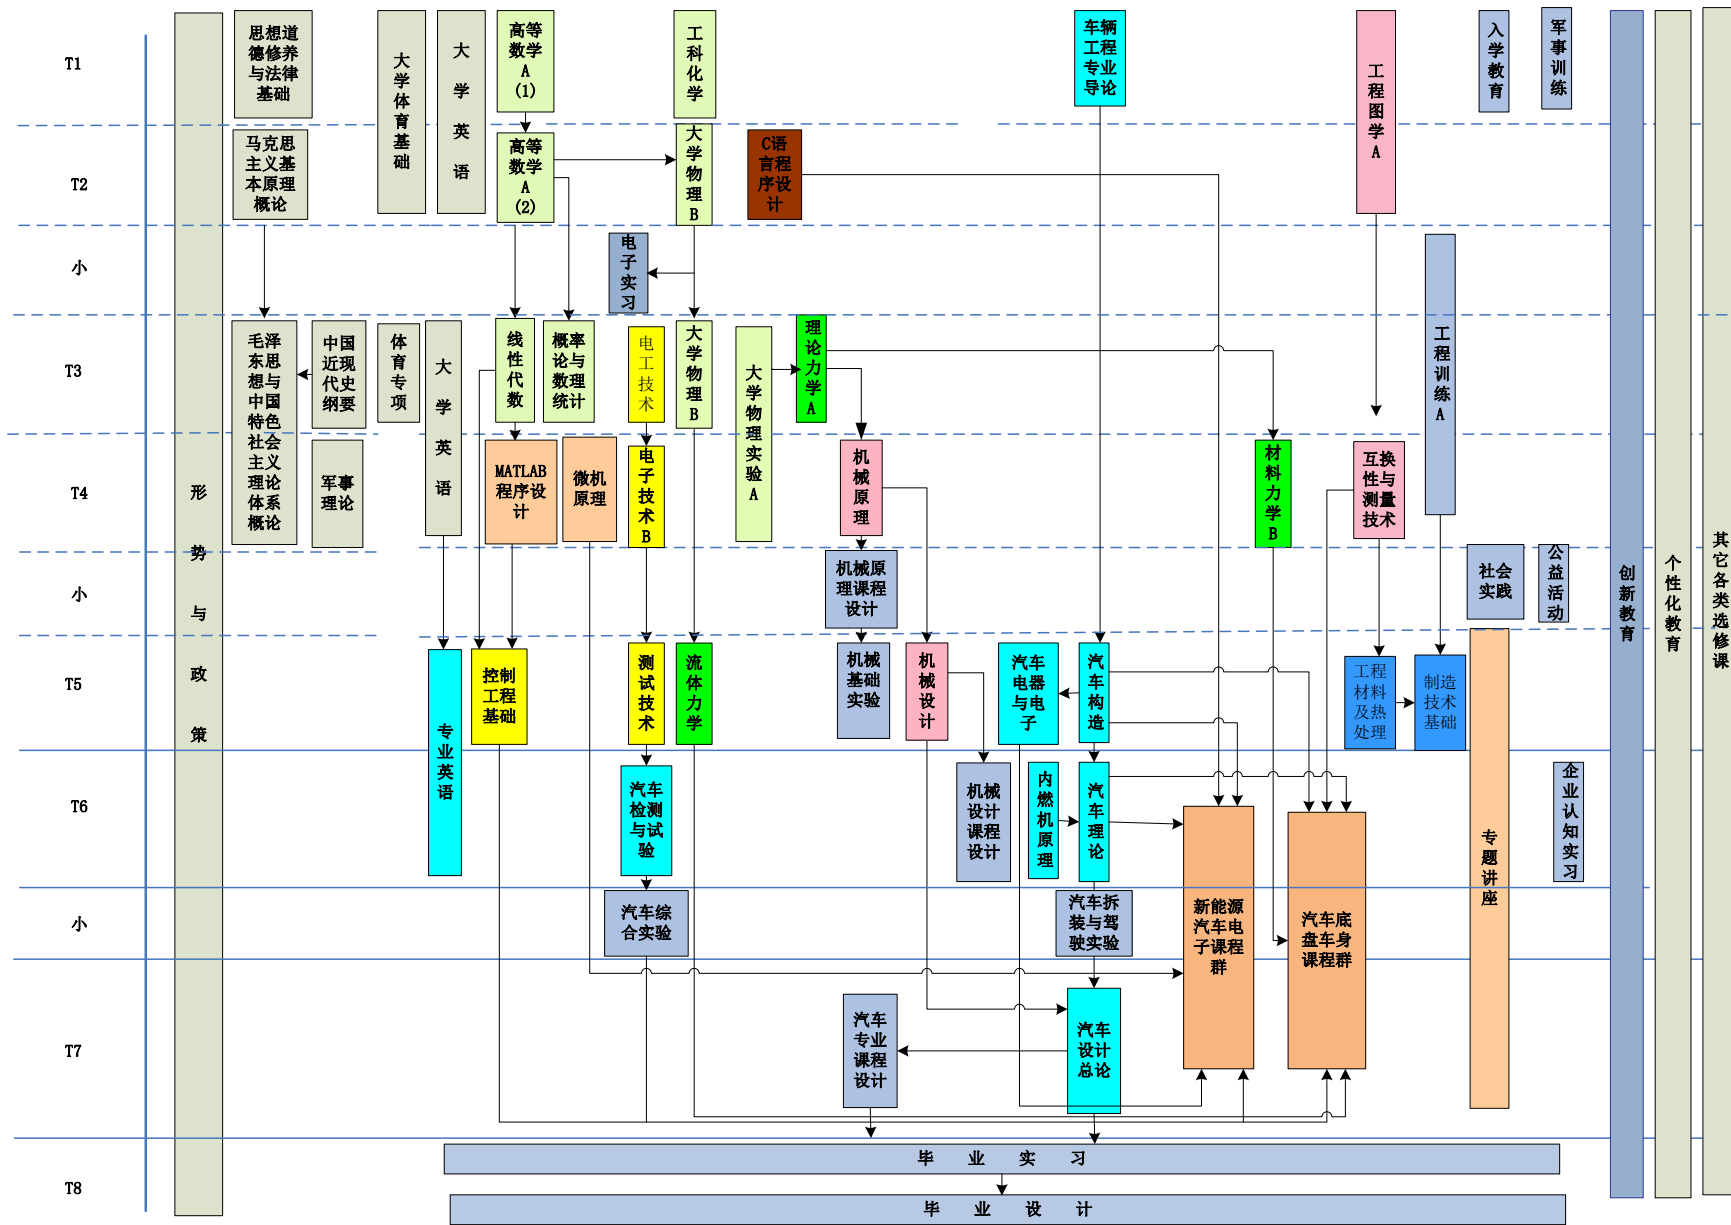 T1
思想道
德修养
与法律
基础
大学体育基础
大学英语
高等
数学
A
(1)
工科化学
车辆
工程
专业
导论
工程图学A
入学教育
军事训练
T2
马克思
主义基
本原理
概论
高等
数学
A
(2)
大学物理B
C语
言程
序设
计
小
电子实习
工程训练A
T3
毛泽
东思
想与
中国
特色
社会
主义
理论
体系
概论
中国
近现
代史
纲要
体育专项
大学英语
线性代数
概率
论与
数理
统计
电工技术
大学物理B
大学物理实验A
理论力学A
T4
军事
理论
MATLAB
程序设
计
微机
原理
电子技术B
机械原理
材料力学B
互换
性与
测量
技术
小
机械原
理课程
设计
社会
实践
公益活动
T5
专业英语
控制
工程
基础
测试技术
流体力学
机械
基础
实验
机械设计
汽车
电器
与电
子
汽车构造
工程
材料
及热
处理
制造
技术
基础
T6
汽车
检测
与试
验
机械
设计
课程
设计
内燃机原理
汽车理论
专题讲座
企业认知实习
小
汽车综
合实验
汽车拆
装与驾
驶实验
新能源
汽车电
子课程
群
汽车底
盘车身
课程群
T7
汽车
专业
课程
设计
汽车
设计
总论
T8
毕业实习
毕业设计
形势与政策
创新教育
个性化教育
其它各类选修课